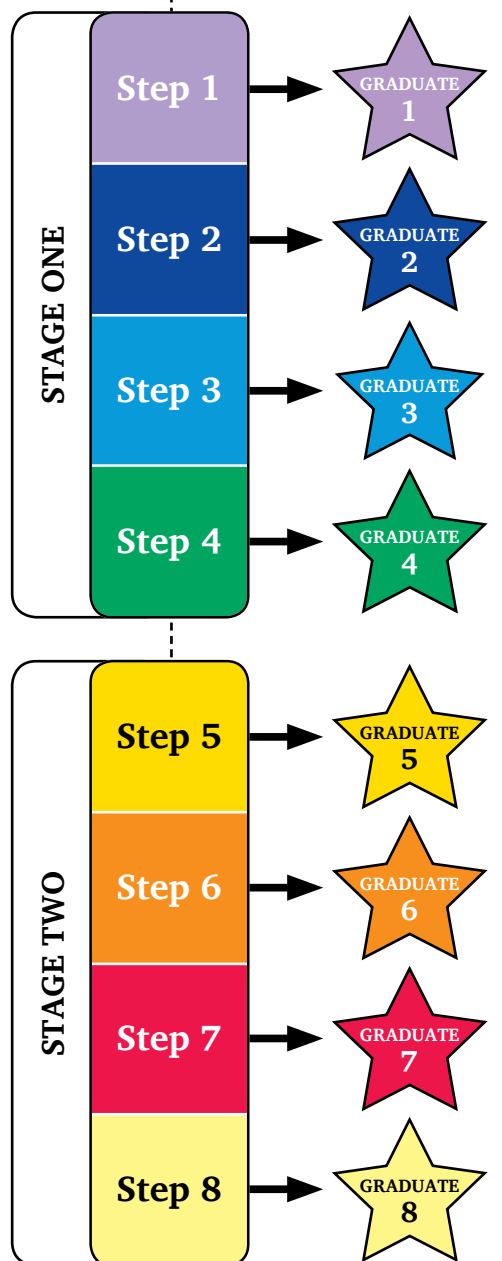 STAGE ONE
Step 1
GRADUATE
1
Step 2
GRADUATE
2
Step 3
GRADUATE
3
Step 4
GRADUATE
4
STAGE TWO
Step 5
GRADUATE
5
Step 6
GRADUATE
6
Step 7
GRADUATE
7
Step 8
GRADUATE
8